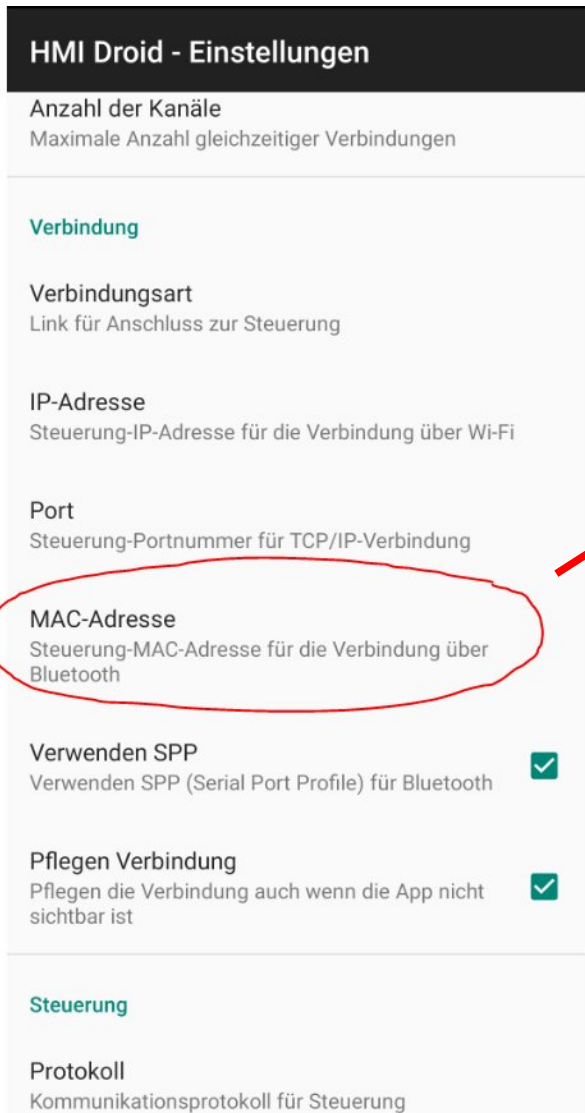 HMI Droid - Einstellungen
Anzahl der Kanäle
Maximale Anzahl gleichzeitiger Verbindungen
Verbindung
Verbindungsart
Link für Anschluss zur Steuerung
IP-Adresse
Steuerung-IP-Adresse für die Verbindung über Wi-Fi
Port
Steuerung-Portnummer für TCP/IP-Verbindung
MAC-Adresse
Steuerung-MAC-Adresse für die Verbindung über
Bluetooth
Verwenden SPP
Verwenden SPP (Serial Port Profile) für Bluetooth
Pflegen Verbindung
Pflegen die Verbindung auch wenn die App nicht
sichtbar ist
Steuerung
Protokoll
Kommunikationsprotokoll für Steuerung